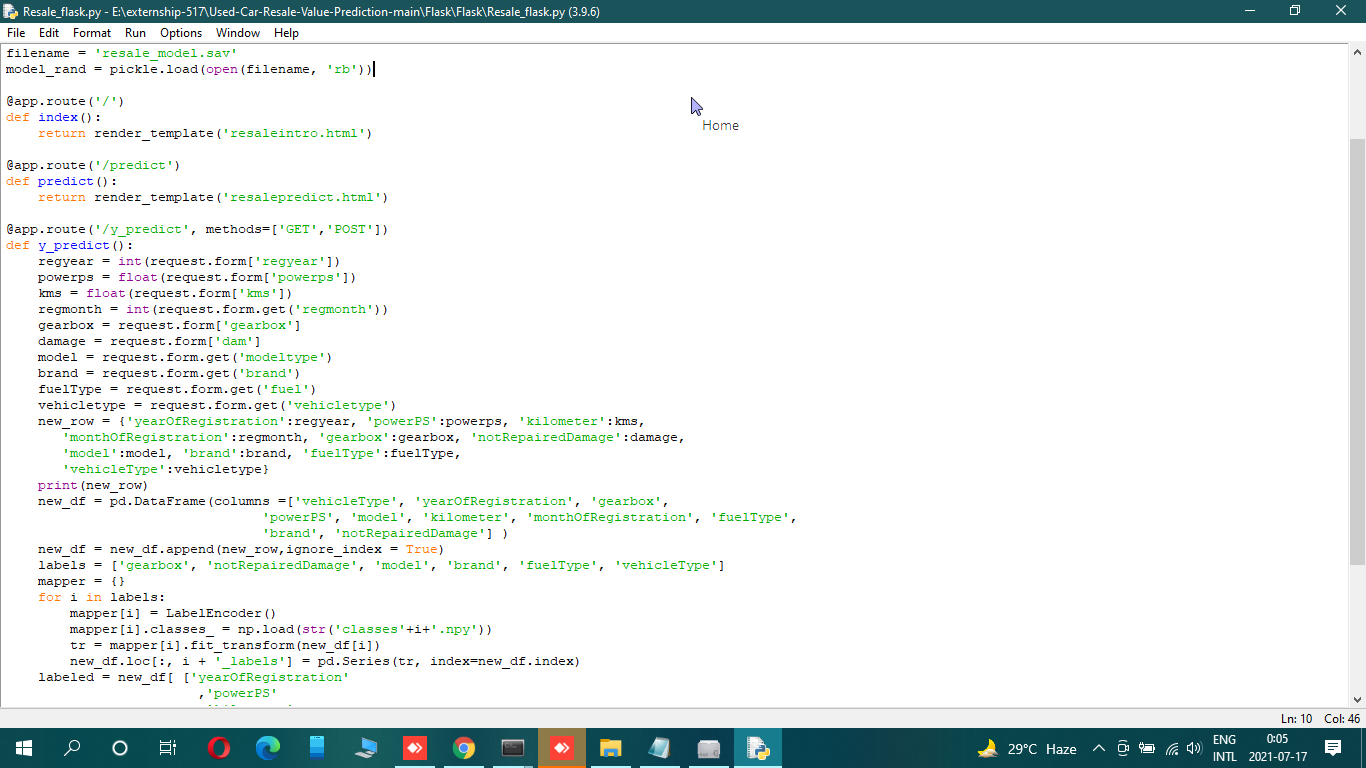 Resale_flask.py - E:\externship-517\Used-Car-Resale-Value-Prediction-main\Flask\Flask\Resale_flask.py (3.9.6)
File Edit Format Run Options Window Help
filename = 'resale_model.sav'
model_rand = pickle.load(open(filename, 'rb'))
@app.route('/')
Home
def index():
    return render_template('resaleintro.html')
@app.route('/predict')
def predict():
    return render_template('resalepredict.html')
@app.route('/y_predict', methods=['GET','POST'])
def y_predict():
    regyear = int(request.form['regyear'])
    powerps = float(request.form['powerps'])
    kms = float(request.form['kms'])
    regmonth = int(request.form.get('regmonth'))
    gearbox = request.form['gearbox']
    damage = request.form['dam']
    model = request.form.get('modeltype')
    brand = request.form.get('brand')
    fuelType = request.form.get('fuel')
    vehicletype = request.form.get('vehicletype')
    new_row = {'yearOfRegistration':regyear, 'powerPS':powerps, 'kilometer':kms,
       'monthOfRegistration':regmonth, 'gearbox':gearbox, 'notRepairedDamage':damage,
       'model':model, 'brand':brand, 'fuelType':fuelType,
       'vehicleType':vehicletype}
    print(new_row)
    new_df = pd.DataFrame(columns =['vehicleType', 'yearOfRegistration', 'gearbox',
                                'powerPS', 'model', 'kilometer', 'monthOfRegistration', 'fuelType',
                                'brand', 'notRepairedDamage'] )
    new_df = new_df.append(new_row,ignore_index = True)
    labels = ['gearbox', 'notRepairedDamage', 'model', 'brand', 'fuelType', 'vehicleType']
    mapper = {}
    for i in labels:
        mapper[i] = LabelEncoder()
        mapper[i].classes_ = np.load(str('classes'+i+'.npy'))
        tr = mapper[i].fit_transform(new_df[i])
        new_df.loc[:, i + '_labels'] = pd.Series(tr, index=new_df.index)
    labeled = new_df[ ['yearOfRegistration'
                        ,'powerPS'
Ln: 10 Col: 46
29°C Haze
ENG
INTL
0:05
2021-07-17